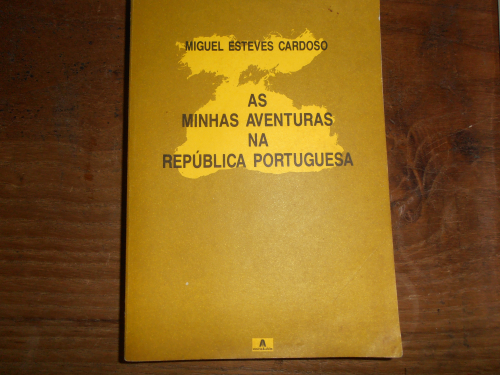 MIGUEL ESTEVES CARDOSO
AS
MINHAS AVENTURAS
NA
REPÚBLICA PORTUGUESA